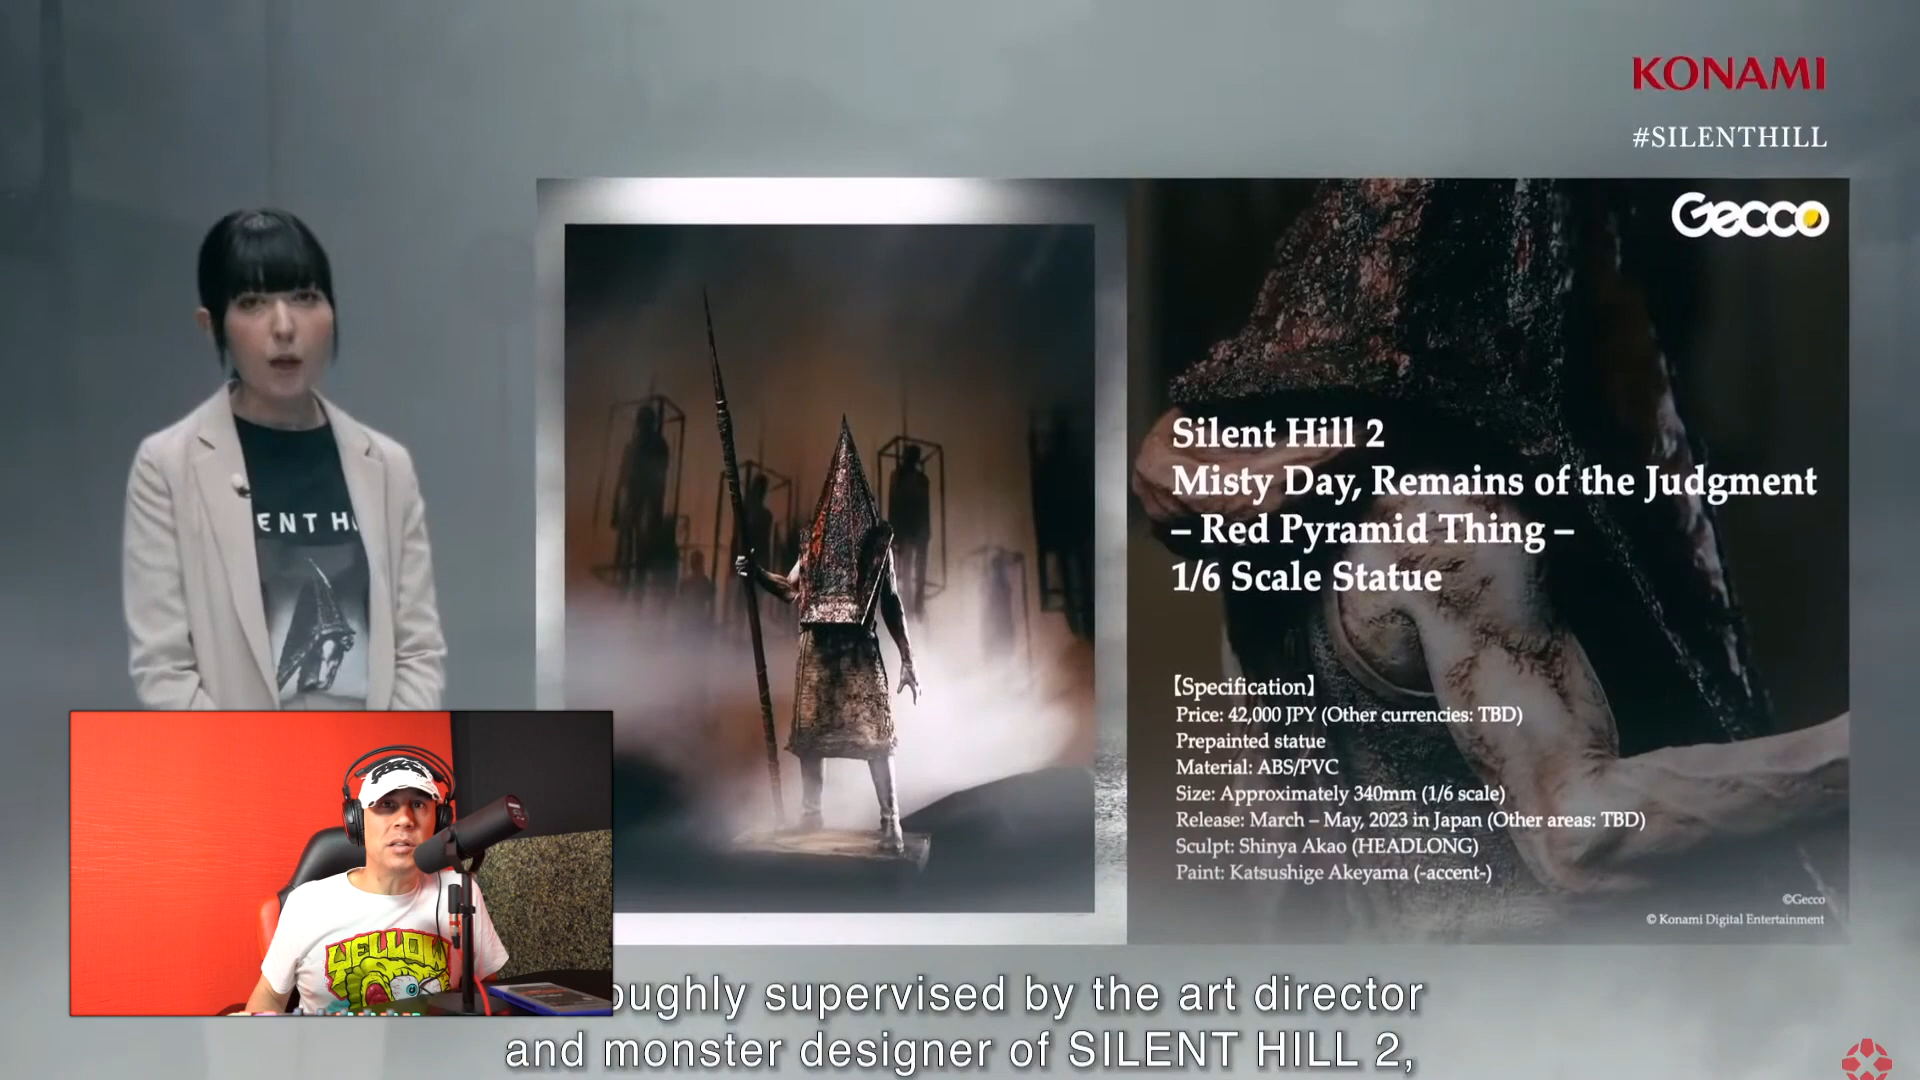 KONAMI
#SILENTHILL
Gecco
ENT HI
Silent Hill 2
Misty Day, Remains of the Judgment
– Red Pyramid Thing –
1/6 Scale Statue
【Specification】
Price: 42,000 JPY (Other currencies: TBD)
Prepainted statue
Material: ABS/PVC
Size: Approximately 340mm (1/6 scale)
Release: March – May, 2023 in Japan (Other areas: TBD)
Sculpt: Shinya Akao (HEADLONG)
Paint: Katsushige Akeyama (-accent-)
©Gecco
© Konami Digital Entertainment
YELLOW
oughly supervised by the art director
and monster designer of SILENT HILL 2,